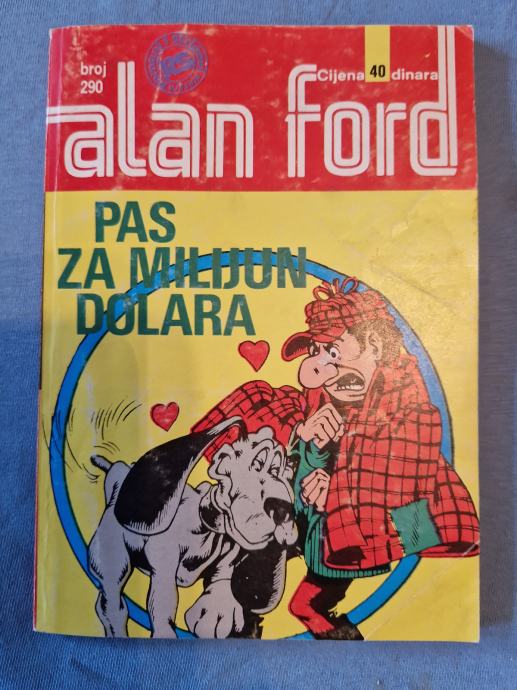 broj
290
Cijena 40 dinara
alan ford
PAS
ZA MILIJUN
DOLARA